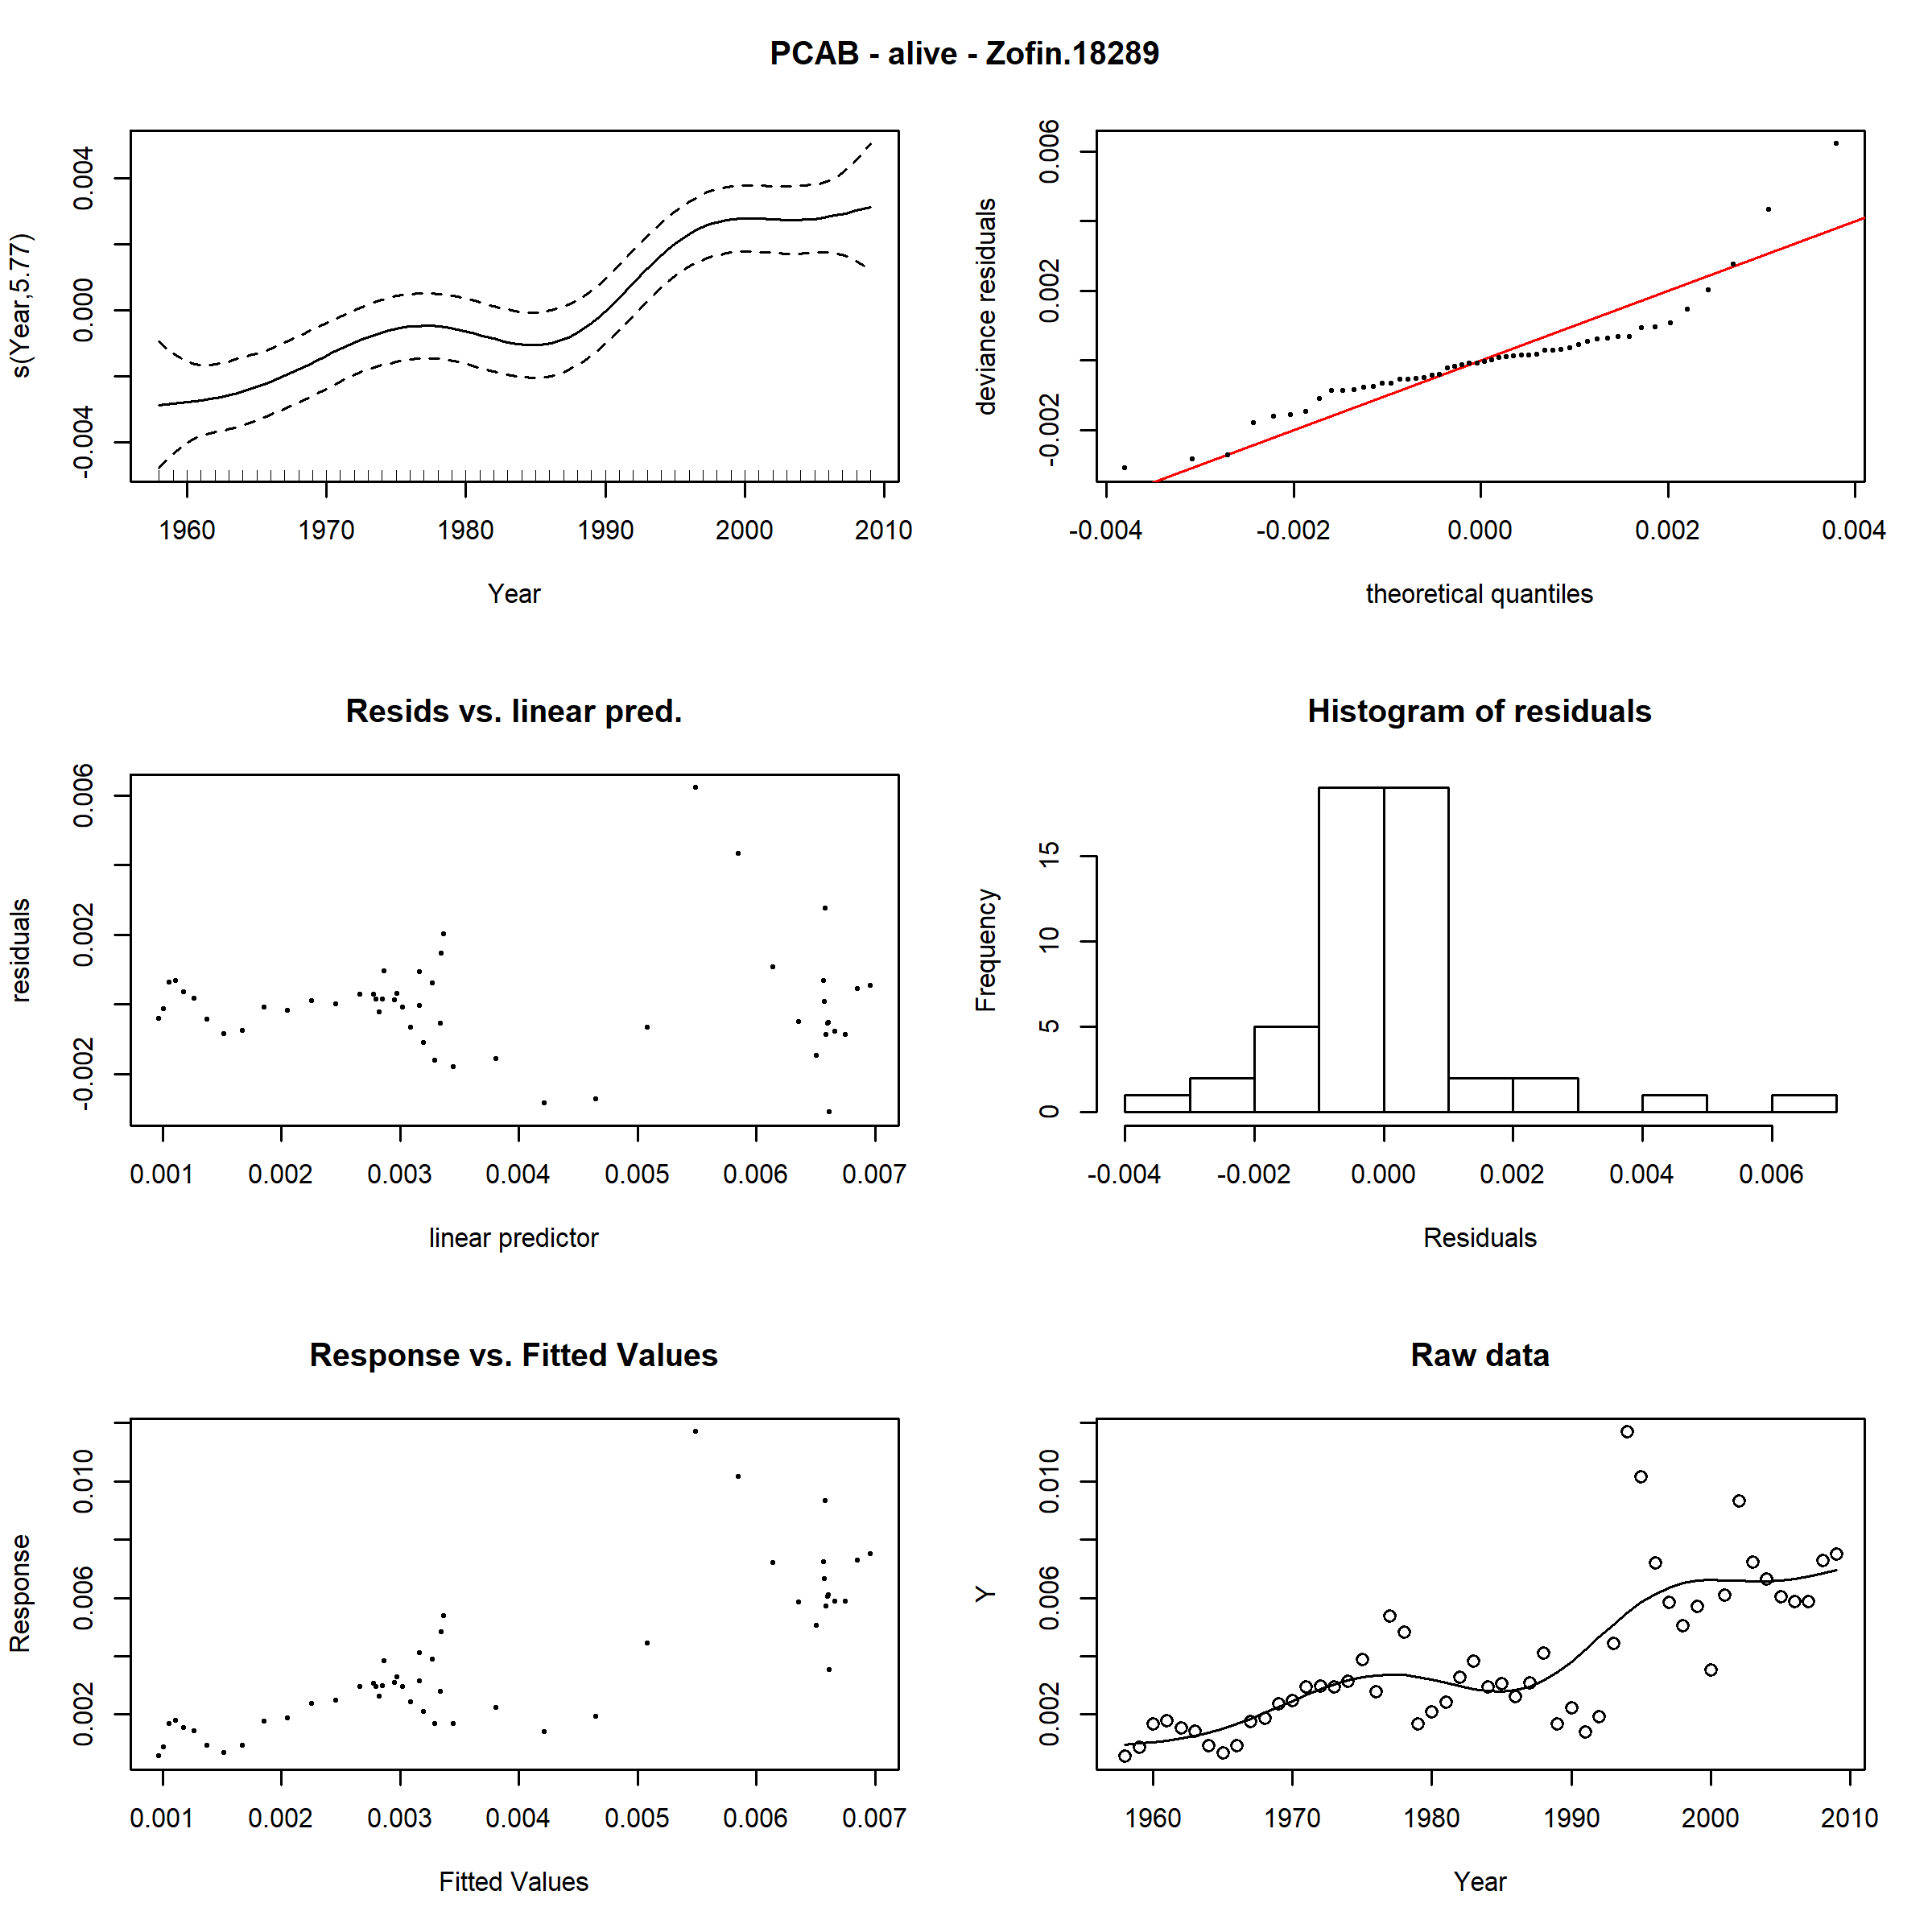 PCAB - alive - Zofin.18289
s(Year,5.77)
-0.004 0.000 0.004
1960 1970 1980 1990 2000 2010
Year
deviance residuals
-0.002 0.002 0.006
-0.004 -0.002 0.000 0.002 0.004
theoretical quantiles
Resids vs. linear pred.
residuals
-0.002 0.002 0.006
0.001 0.002 0.003 0.004 0.005 0.006 0.007
linear predictor
Histogram of residuals
Frequency
0 5 10 15
-0.004 -0.002 0.000 0.002 0.004 0.006
Residuals
Response vs. Fitted Values
Response
0.002 0.006 0.010
0.001 0.002 0.003 0.004 0.005 0.006 0.007
Fitted Values
Raw data
Y
0.002 0.006 0.010
1960 1970 1980 1990 2000 2010
Year